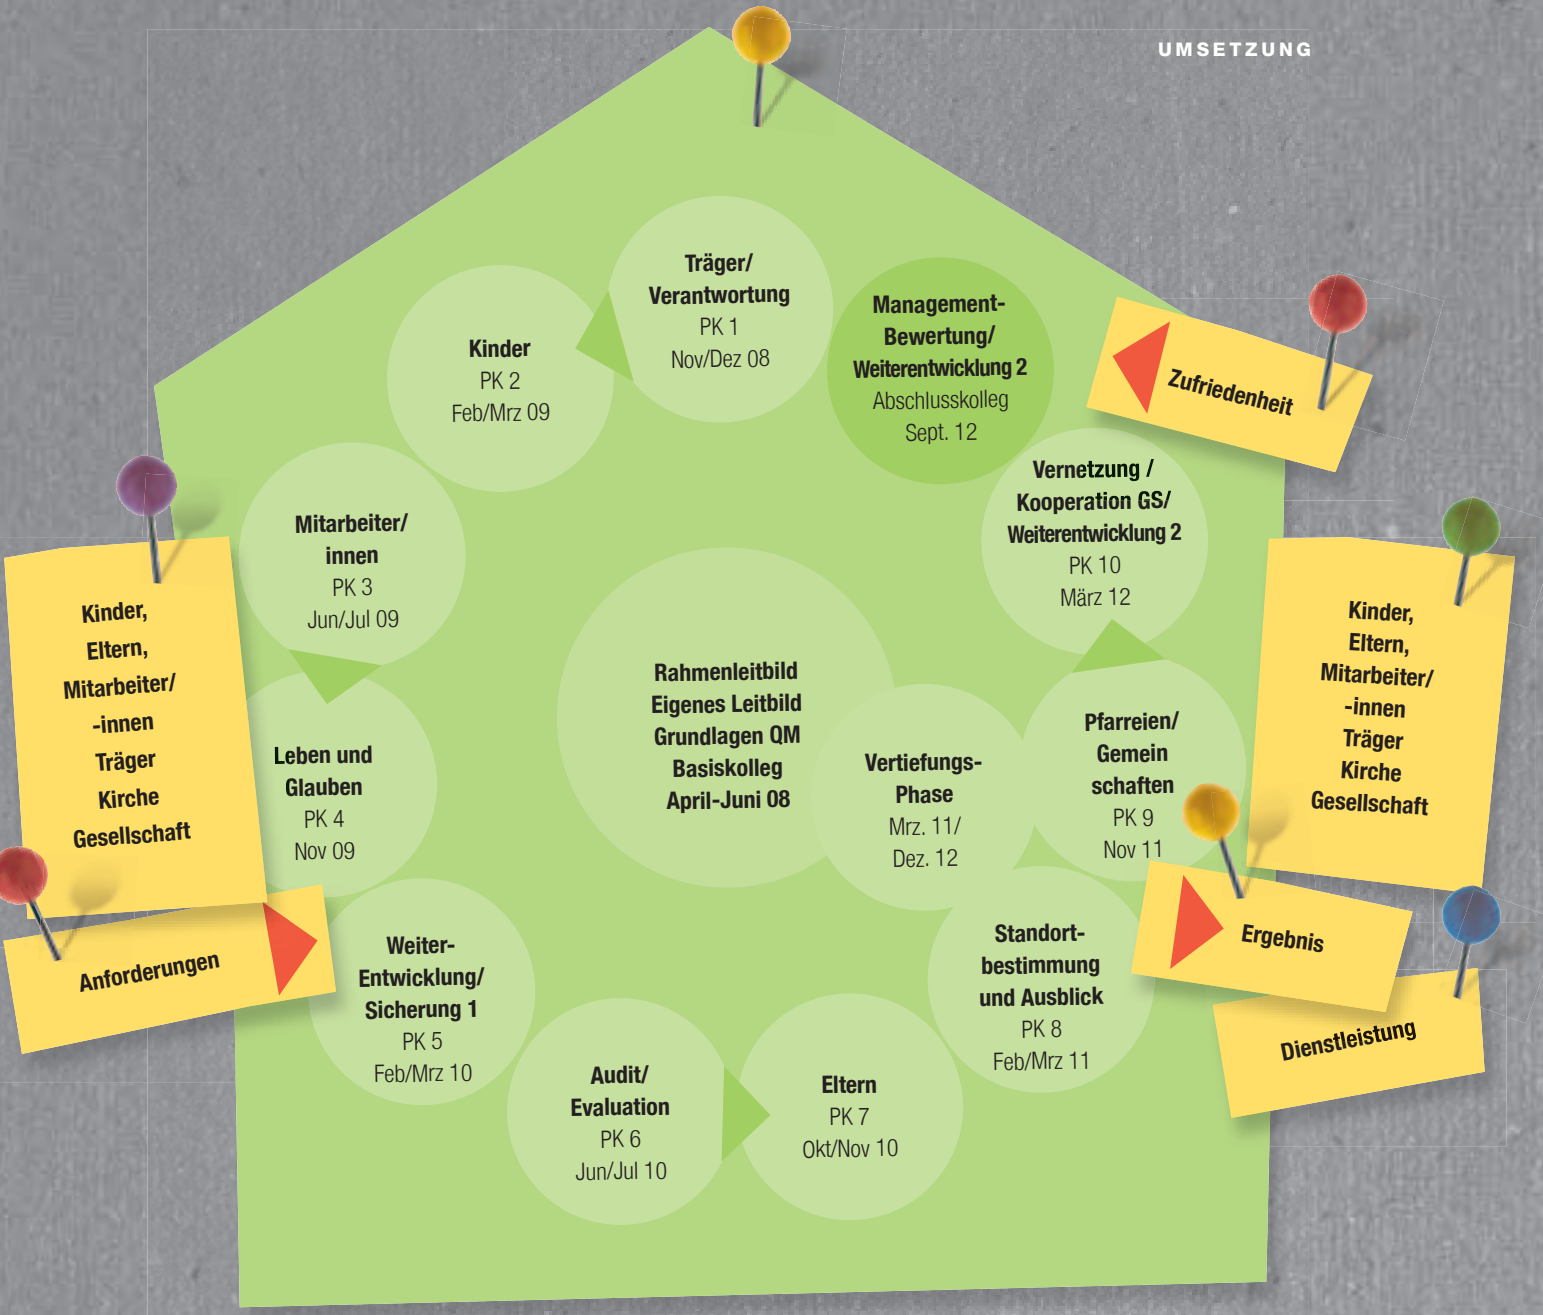 UMSETZUNG
Träger/
Verantwortung
PK 1
Nov/Dez 08
Kinder
PK 2
Feb/Mrz 09
Mitarbeiter/
innen
PK 3
Jun/Jul 09
Leben und
Glauben
PK 4
Nov 09
Weiter-
Entwicklung/
Sicherung 1
PK 5
Feb/Mrz 10
Audit/
Evaluation
PK 6
Jun/Jul 10
Eltern
PK 7
Okt/Nov 10
Standort-
bestimmung
und Ausblick
PK 8
Feb/Mrz 11
Pfarreien/
Gemein
schaften
PK 9
Nov 11
Vernetzung /
Kooperation GS/
Weiterentwicklung 2
PK 10
März 12
Management-
Bewertung/
Weiterentwicklung 2
Abschlusskolleg
Sept. 12
Rahmenleitbild
Eigenes Leitbild
Grundlagen QM
Basiskolleg
April-Juni 08
Vertiefungs-
Phase
Mrz. 11/
Dez. 12
Kinder,
Eltern,
Mitarbeiter/
-innen
Träger
Kirche
Gesellschaft
Anforderungen
Zufriedenheit
Kinder,
Eltern,
Mitarbeiter/
-innen
Träger
Kirche
Gesellschaft
Ergebnis
Dienstleistung